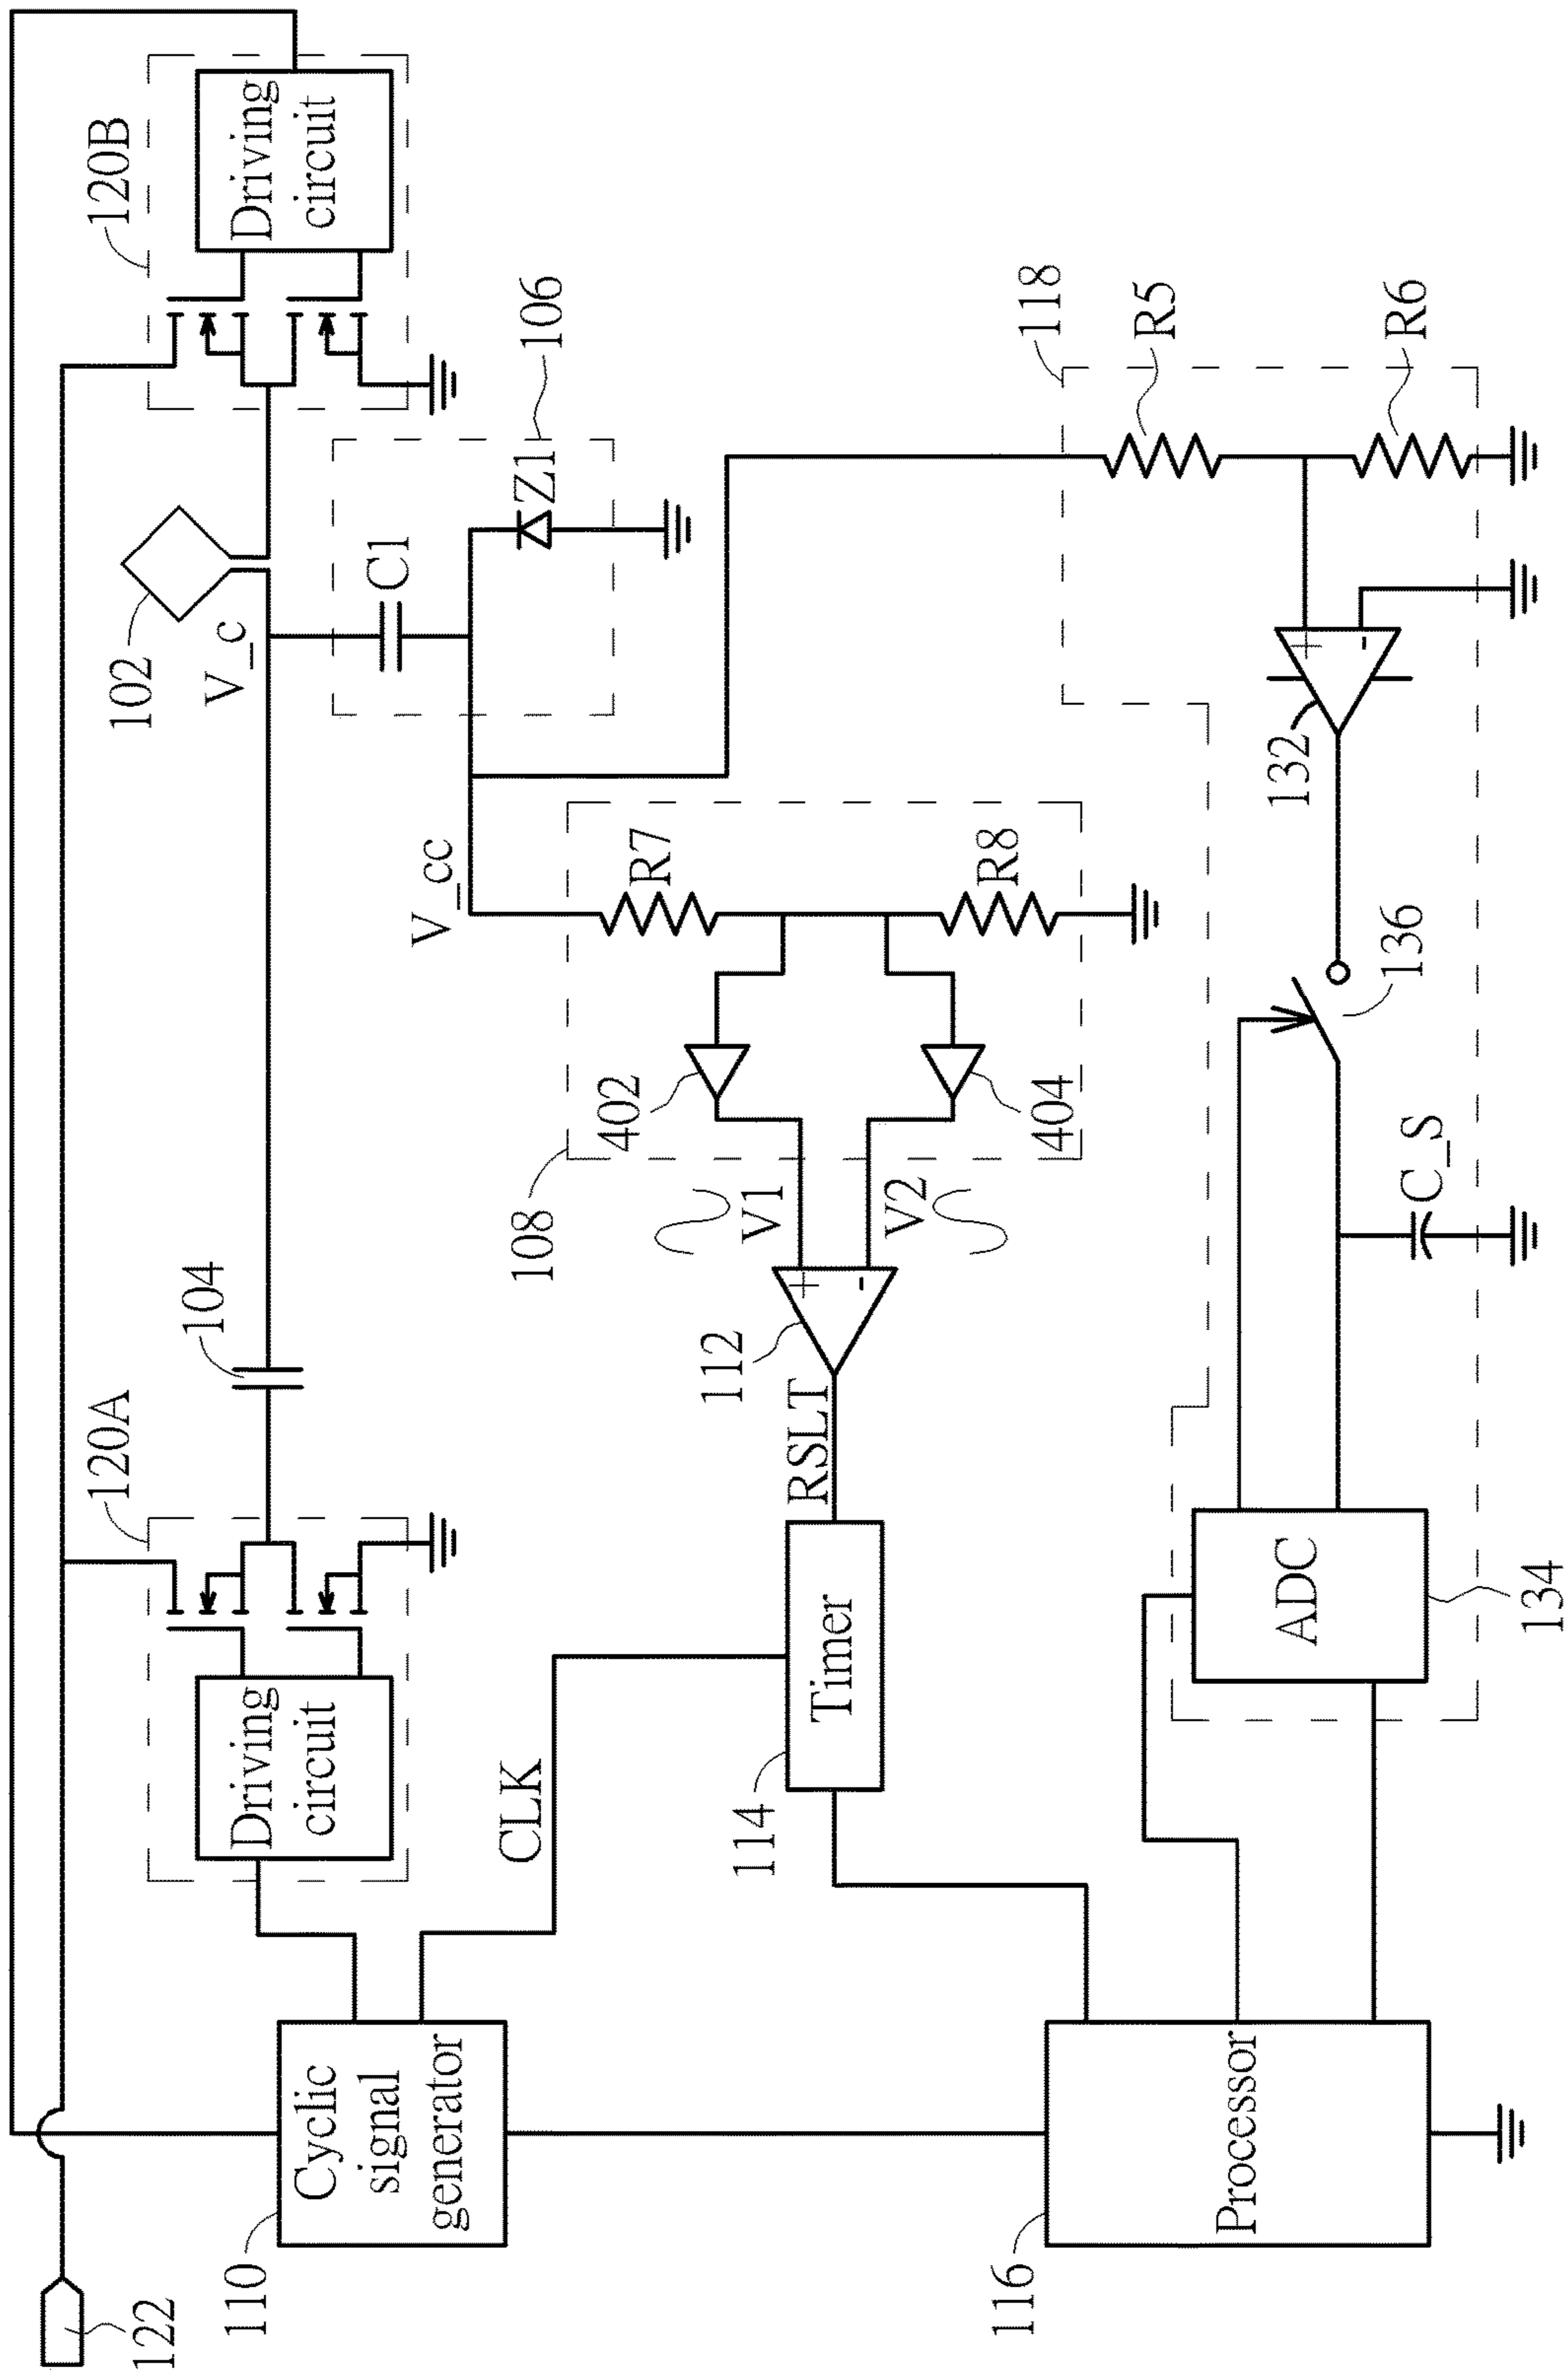 122
110
Cyclic
signal
generator
116
Processor
120A
Driving
circuit
CLK
114
Timer
134
ADC
104
RSLT
112
108
V1
V2
402
404
C_S
136
V_cc
R7
R8
132
102
V_c
C1
Z1
106
118
R5
R6
120B
Driving
circuit
+
-
+
-